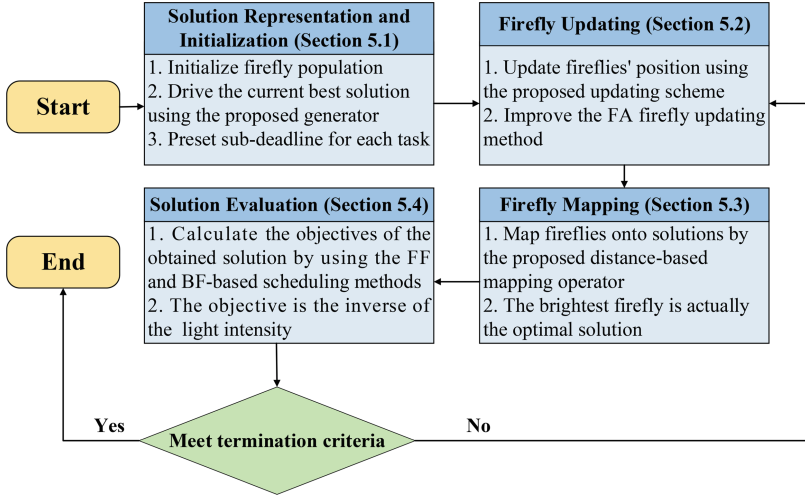 Start
Solution Representation and
Initialization (Section 5.1)
1. Initialize firefly population
2. Drive the current best solution
using the proposed generator
3. Preset sub-deadline for each task
Firefly Updating (Section 5.2)
1. Update fireflies' position using
the proposed updating scheme
2. Improve the FA firefly updating
method
Firefly Mapping (Section 5.3)
1. Map fireflies onto solutions by
the proposed distance-based
mapping operator
2. The brightest firefly is actually
the optimal solution
Solution Evaluation (Section 5.4)
1. Calculate the objectives of the
obtained solution by using the FF
and BF-based scheduling methods
2. The objective is the inverse of
the light intensity
End
Yes
Meet termination criteria
No